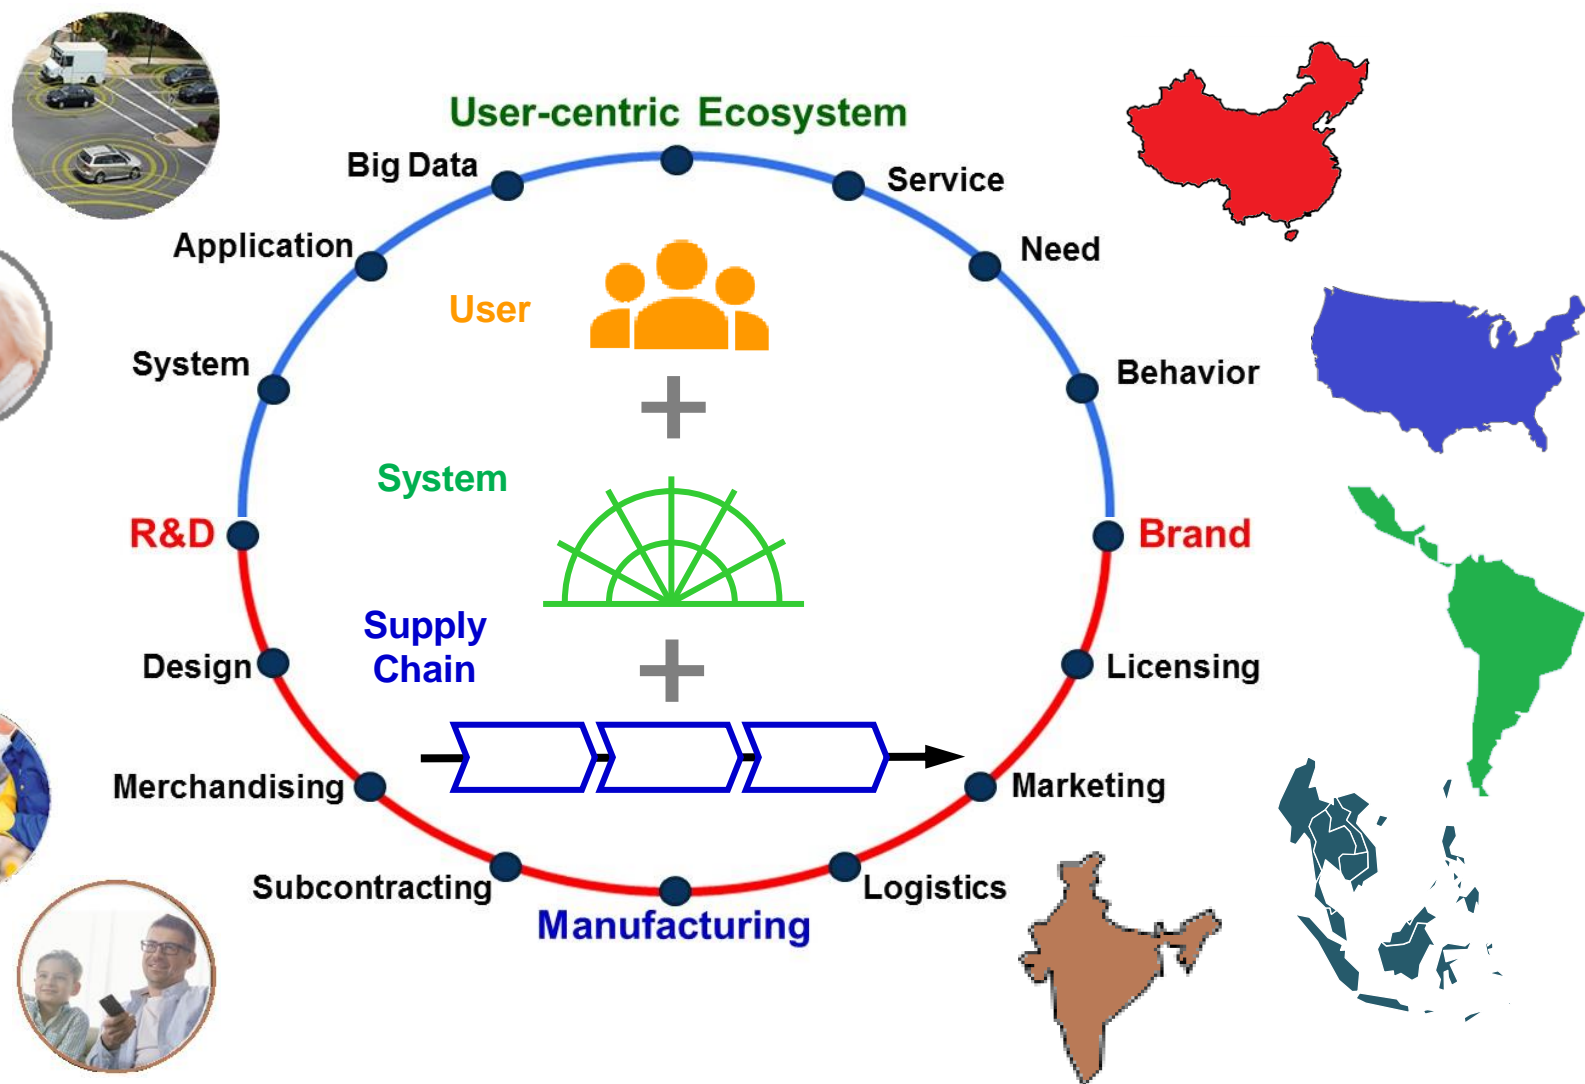 User-centric Ecosystem
Big Data
Service
Application
Need
User
System
Behavior
System
R&D
Brand
Supply
Chain
Design
Licensing
Merchandising
Marketing
Subcontracting
Logistics
Manufacturing